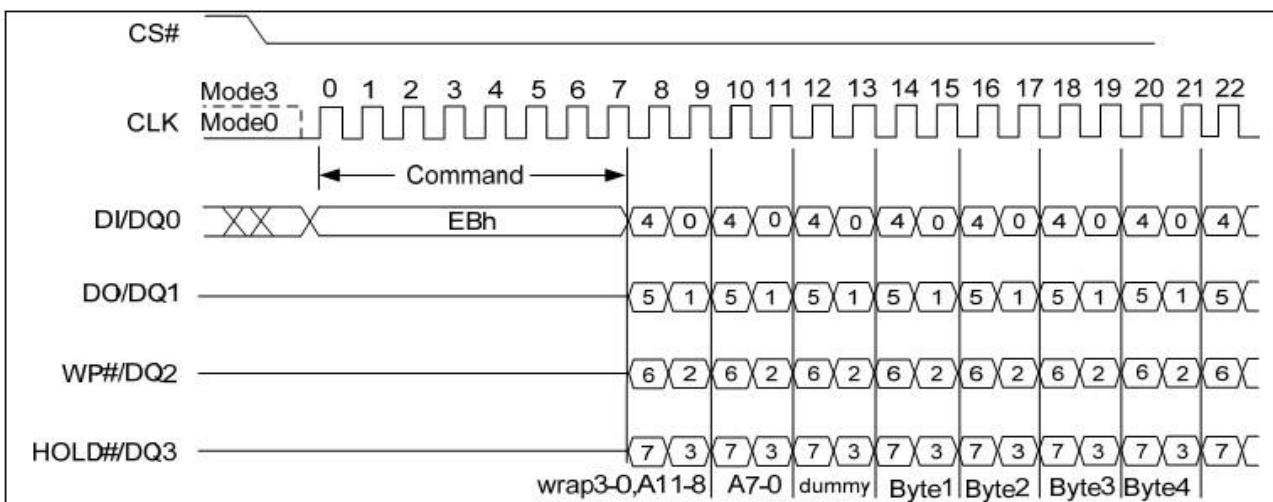 CS#
Mode3 0 1 2 3 4 5 6 7 8 9 10 11 12 13 14 15 16 17 18 19 20 21 22
CLK Mode0
Command
DI/DQ0 EBh 4 0 4 0 4 0 4 0 4 0 4 0 4 0 4
DO/DQ1 5 1 5 1 5 1 5 1 5 1 5 1 5 1 5
WP#/DQ2 6 2 6 2 6 2 6 2 6 2 6 2 6 2 6
HOLD#/DQ3 7 3 7 3 7 3 7 3 7 3 7 3 7 3 7
wrap3-0,A11-8 A7-0 dummy Byte1 Byte2 Byte3 Byte4